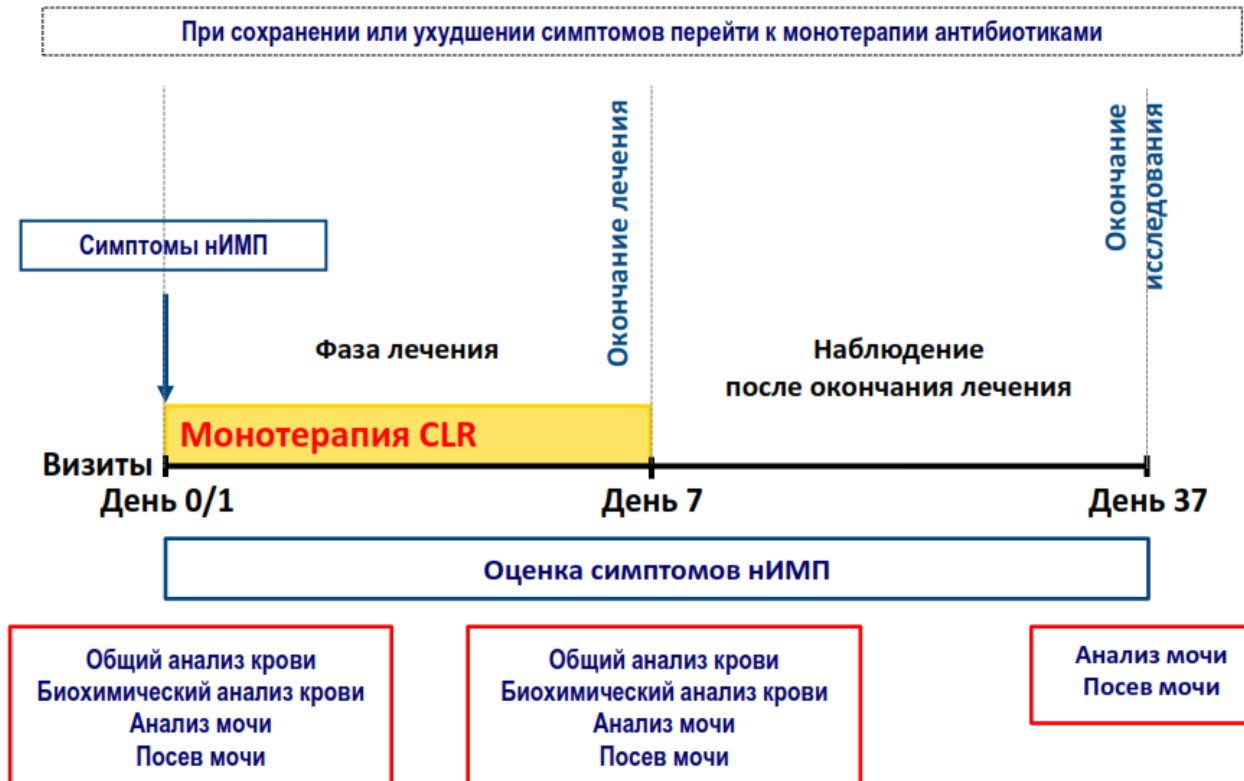 При сохранении или ухудшении симптомов перейти к монотерапии антибиотиками
Окончание лечения
Окончание
исследования
Симптомы нИМП
Фаза лечения
Наблюдение
после окончания лечения
Монотерапия CLR
Визиты
День 0/1
День 7
День 37
Оценка симптомов нИМП
Общий анализ крови
Биохимический анализ крови
Анализ мочи
Посев мочи
Общий анализ крови
Биохимический анализ крови
Анализ мочи
Посев мочи
Анализ мочи
Посев мочи